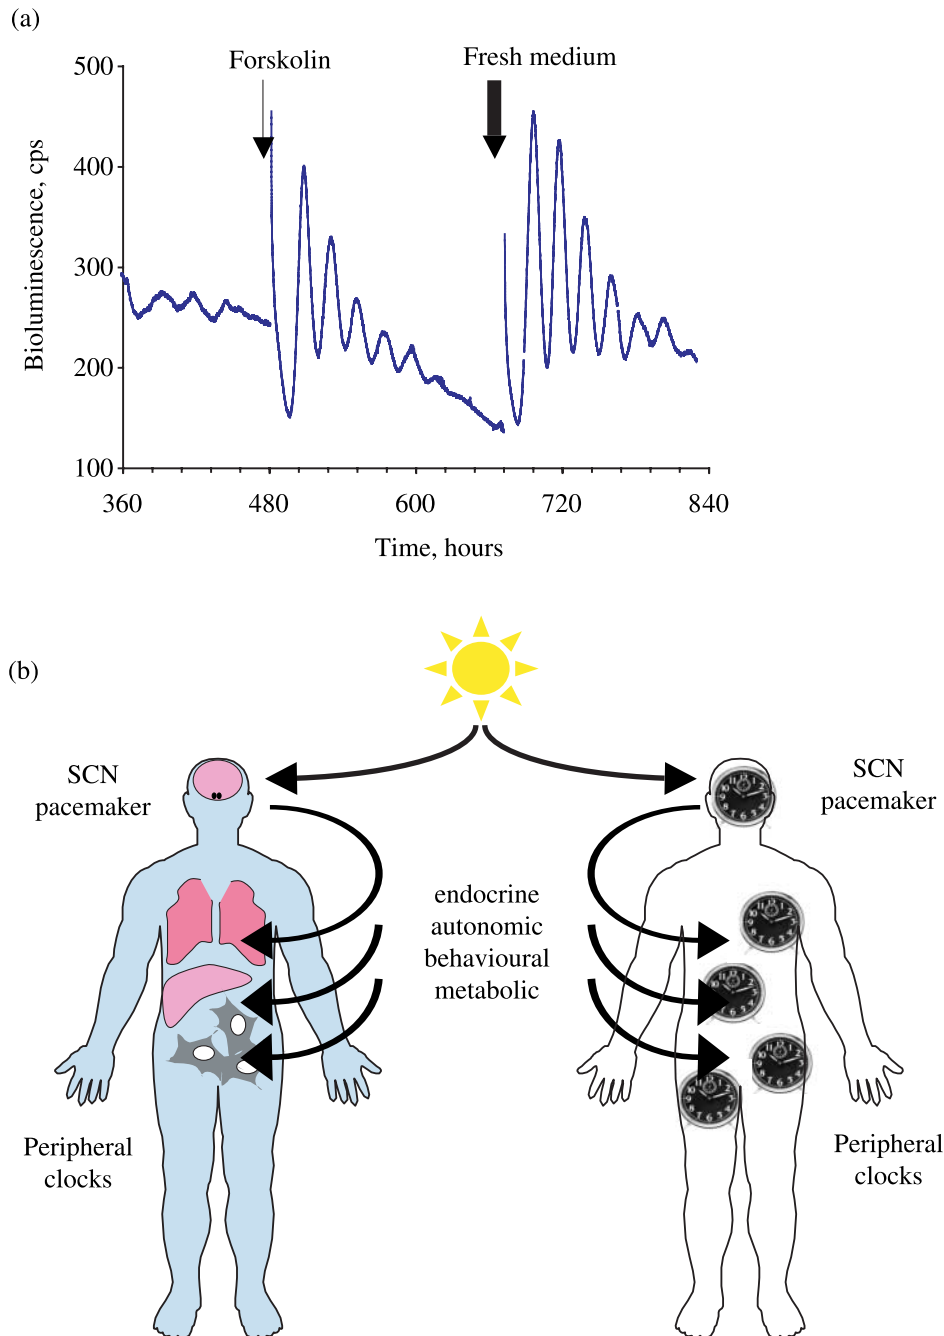 (a)
Forskolin
Fresh medium
Bioluminescence, cps
500
400
300
200
100
360
480
600
720
840
Time, hours
(b)
SCN
pacemaker
SCN
pacemaker
endocrine
autonomic
behavioural
metabolic
Peripheral
clocks
Peripheral
clocks